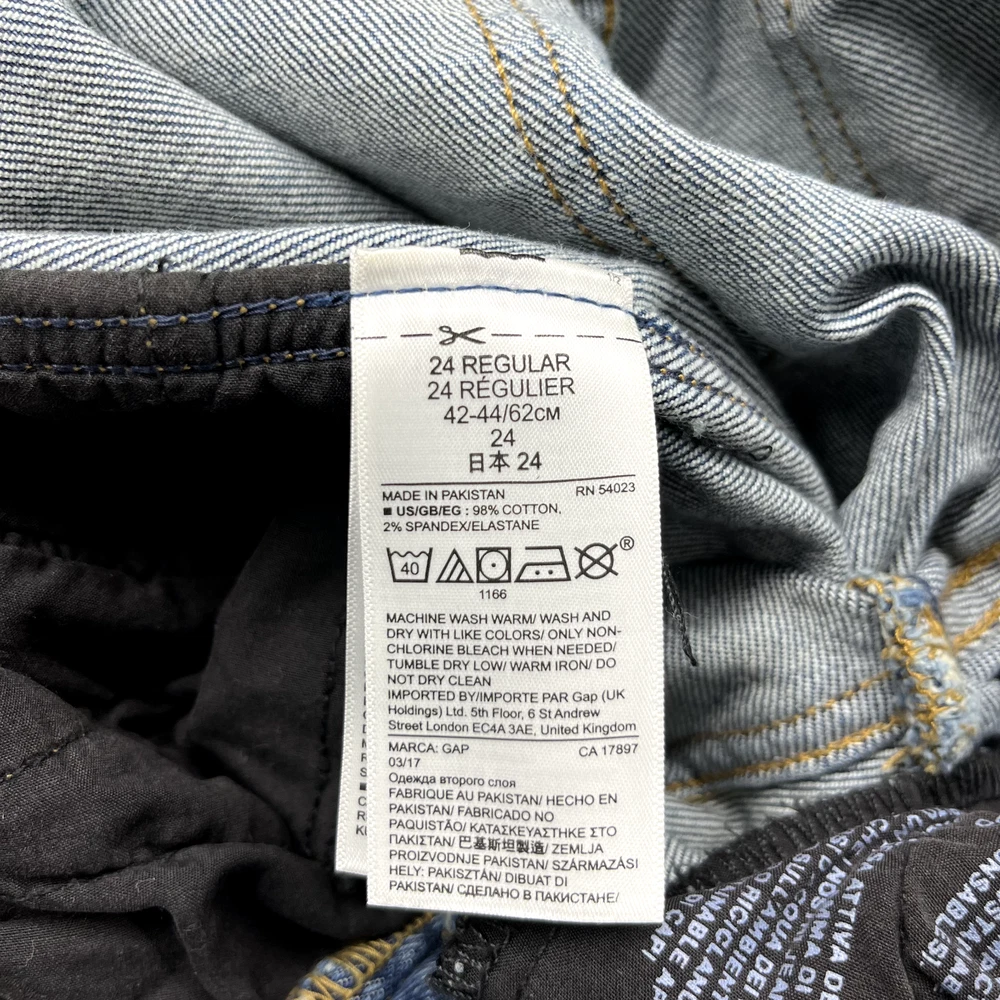 24 REGULAR
24 RÉGULIER
42-44/62CM
24
日本 24
MADE IN PAKISTAN RN 54023
■ US/GB/EG : 98% COTTON,
2% SPANDEX/ELASTANE
40
®
1166
MACHINE WASH WARM/ WASH AND
DRY WITH LIKE COLORS/ ONLY NON-
CHLORINE BLEACH WHEN NEEDED/
TUMBLE DRY LOW/ WARM IRON/ DO
NOT DRY CLEAN
IMPORTED BY/IMPORTE PAR Gap (UK
Holdings) Ltd. 5th Floor, 6 St Andrew
Street London EC4A 3AE, United Kingdom
MARCA: GAP CA 17897
03/17
Одежда второго слоя
FABRIQUE AU PAKISTAN/ HECHO EN
PAKISTAN/ FABRICADO NO
PAQUISTÃO/ ΚΑΤΑΣΚΕΥΑΣΤΗΚΕ ΣΤΟ
ΠΑΚΙΣΤΑΝ/ 巴基斯坦製造/ ZEMLJA
PROIZVODNJE PAKISTAN/ SZÁRMAZÁSI
HELY: PAKISZTÁN/ DIBUAT DI
PAKISTAN/ СДЕЛАНО В ПАКИСТАНЕ/